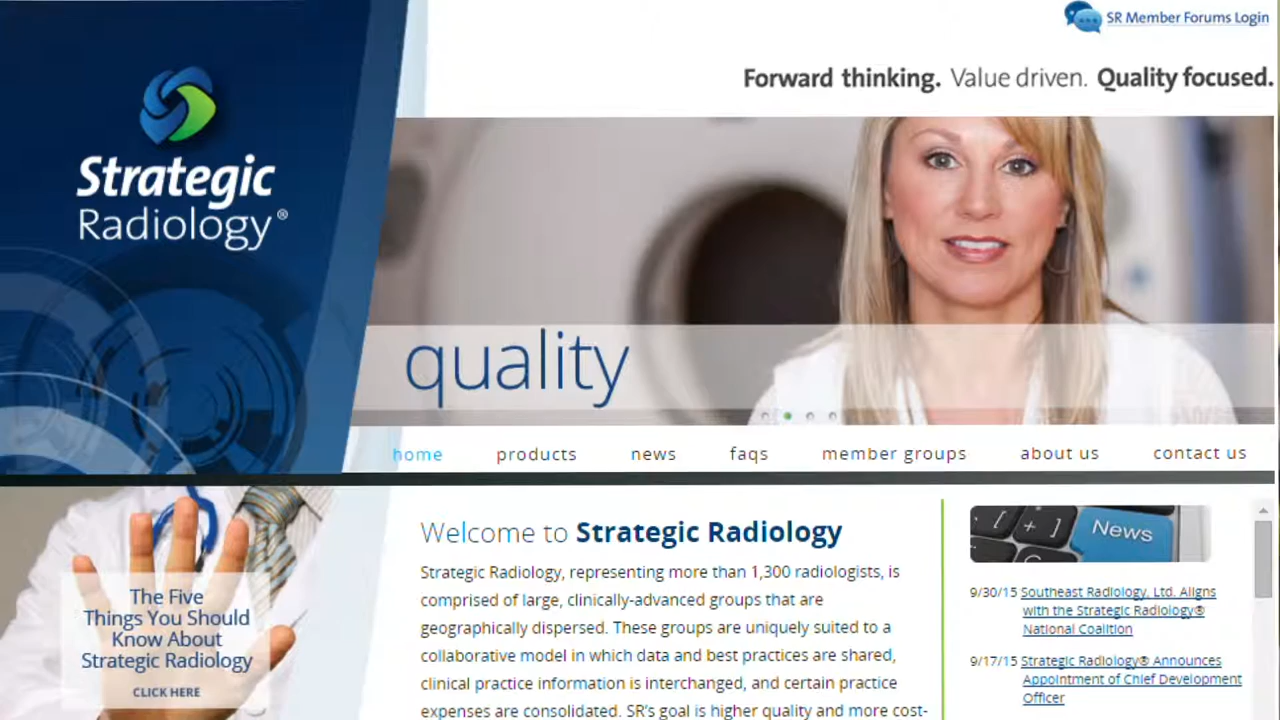 SR Member Forums Login
Forward thinking. Value driven. Quality focused.
Strategic
Radiology®
quality
home products news faqs member groups about us contact us
The Five
Things You Should
Know About
Strategic Radiology
CLICK HERE
Welcome to Strategic Radiology
Strategic Radiology, representing more than 1,300 radiologists, is
comprised of large, clinically-advanced groups that are
geographically dispersed. These groups are uniquely suited to a
collaborative model in which data and best practices are shared,
clinical practice information is interchanged, and certain practice
expenses are consolidated. SR's goal is higher quality and more cost-
News
9/30/15 Southeast Radiology, Ltd. Aligns
with the Strategic Radiology®
National Coalition
9/17/15 Strategic Radiology® Announces
Appointment of Chief Development
Officer